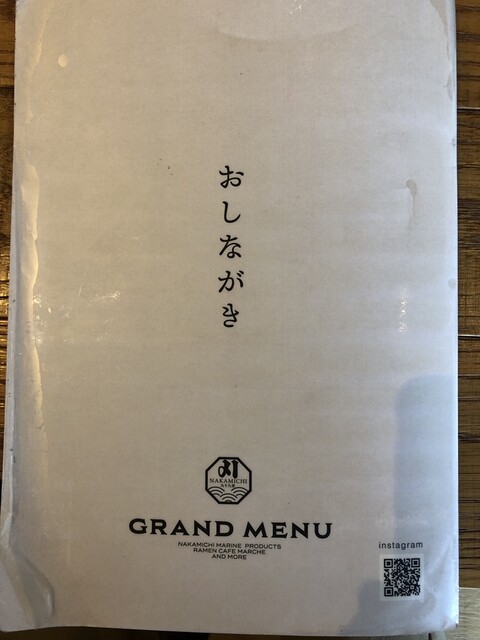 おしながき
NAKAMICHI
GRAND MENU
NAKAMICHI MARINE PRODUCTS
RAMEN CAFE MARCHE
AND MORE
instagram